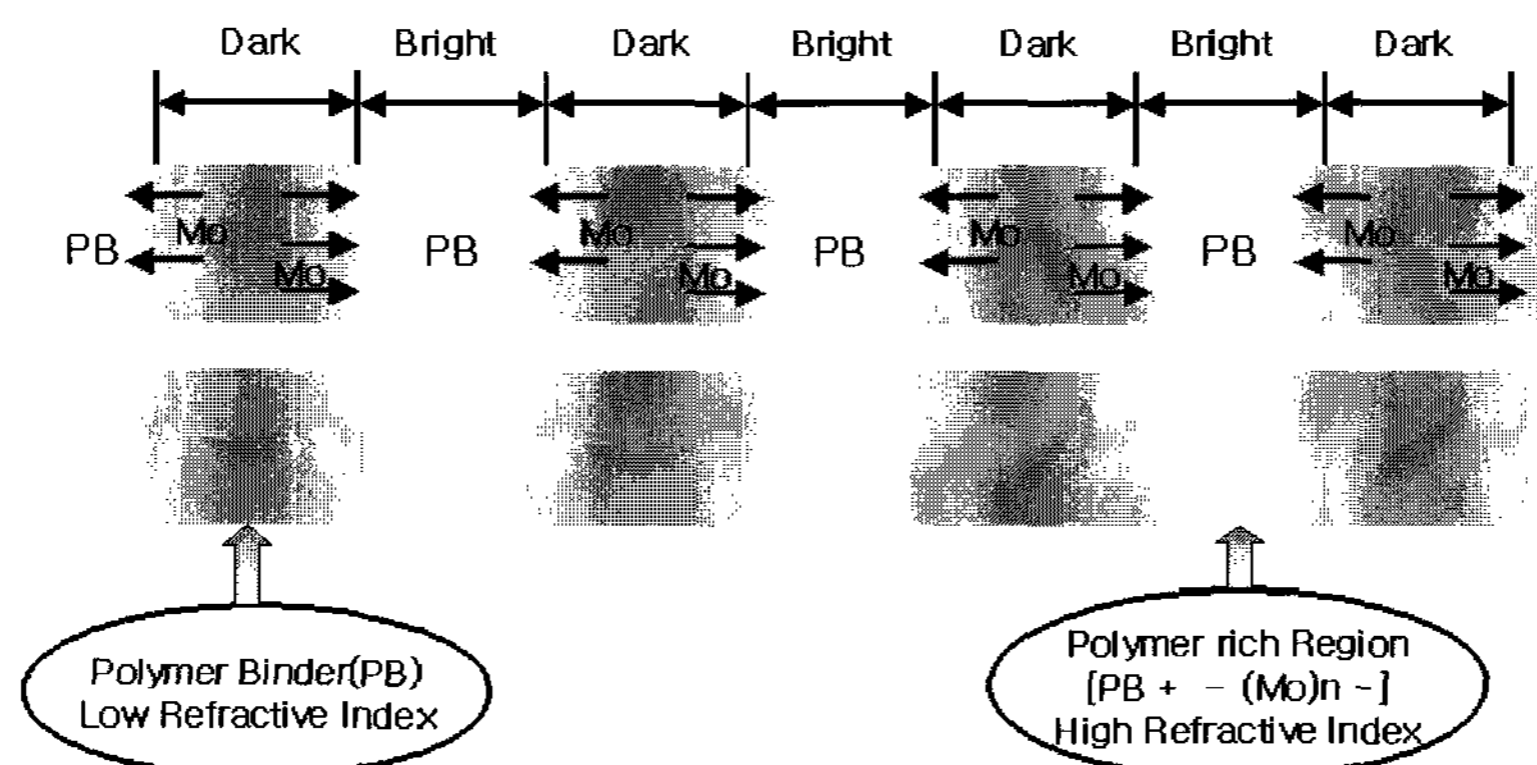 Dark Bright Dark Bright Dark Bright Dark
Mo Mo Mo Mo
PB PB PB PB
Mo Mo Mo Mo
Polymer Binder(PB)
Low Refractive Index
Polymer rich Region
[PB + - (Mo)n -]
High Refractive Index